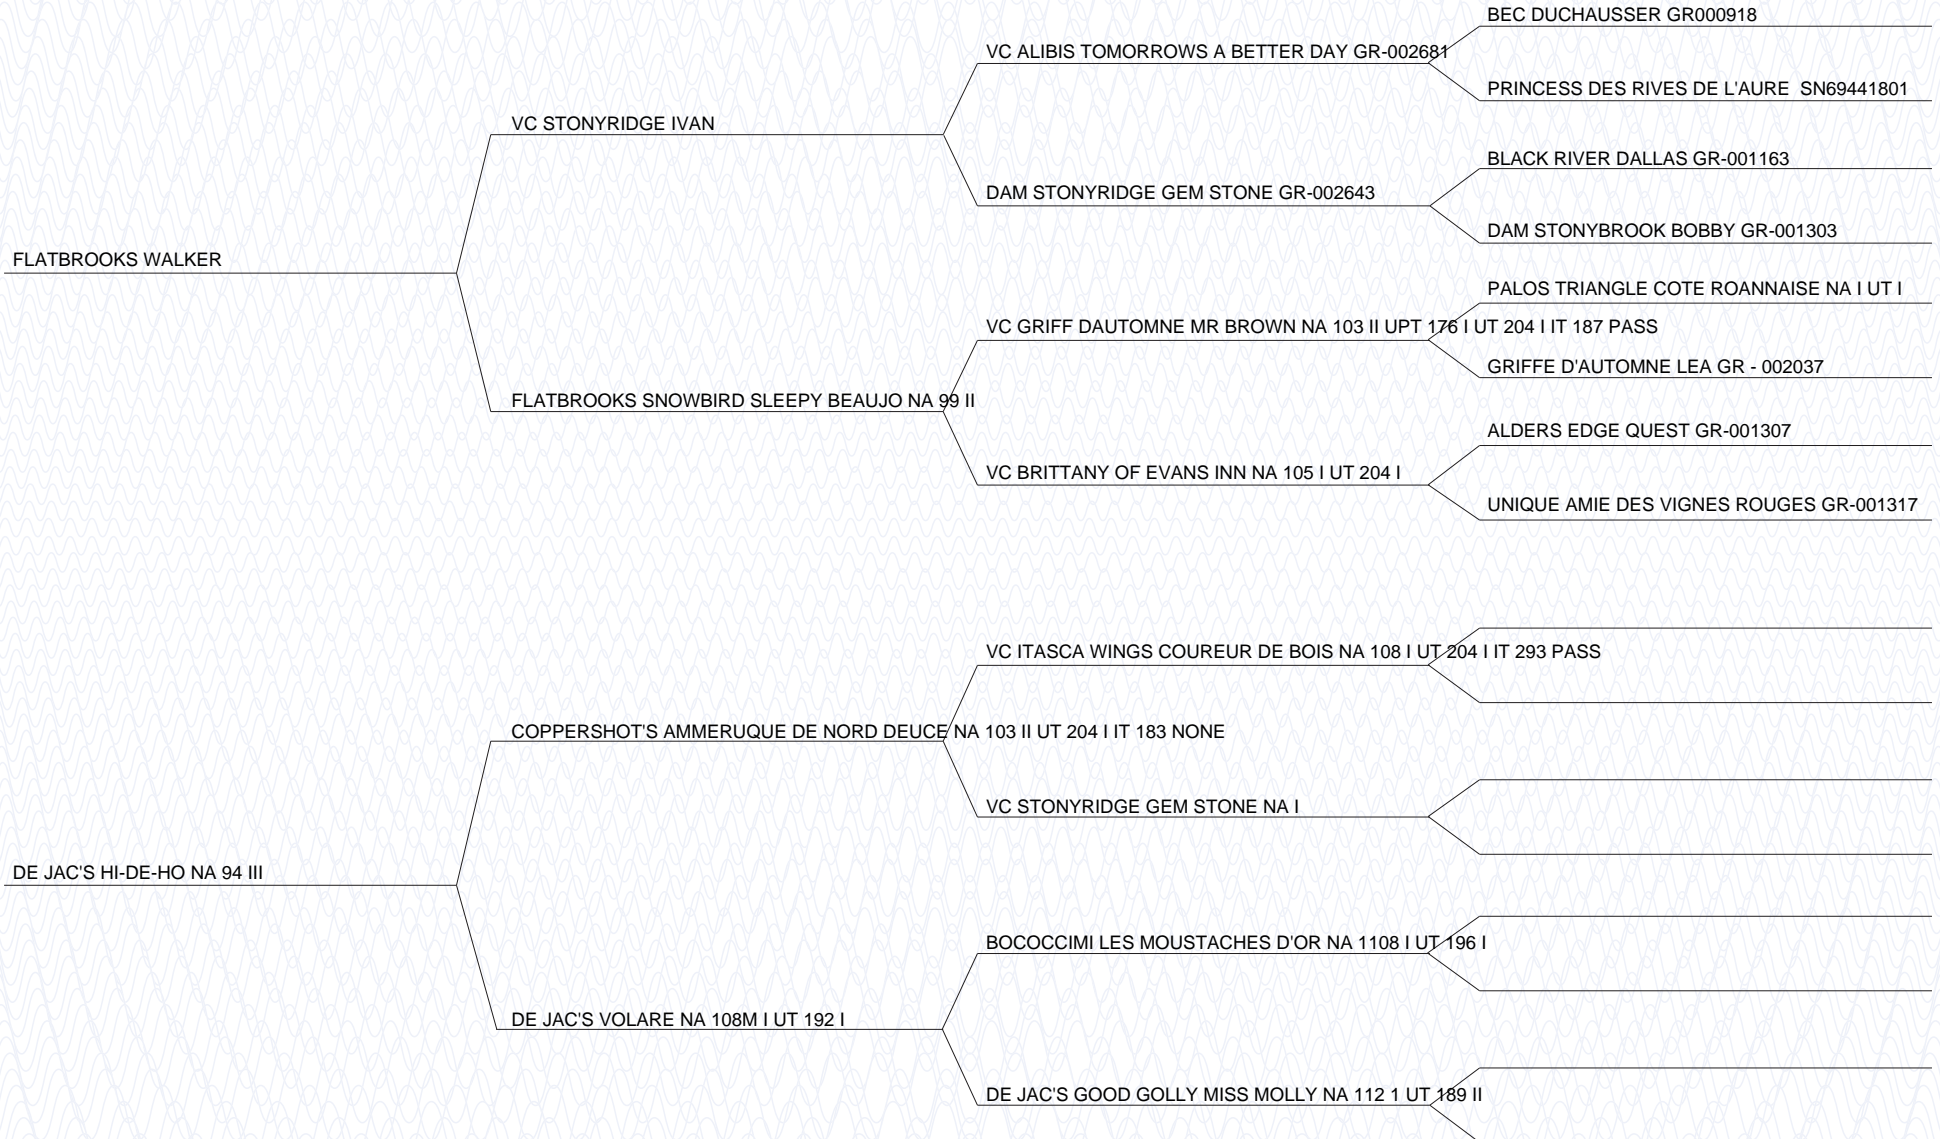 BEC DUCHAUSSER GR000918
VC ALIBIS TOMORROWS A BETTER DAY GR-002681
PRINCESS DES RIVES DE L'AURE  SN69441801
VC STONYRIDGE IVAN
BLACK RIVER DALLAS GR-001163
DAM STONYRIDGE GEM STONE GR-002643
DAM STONYBROOK BOBBY GR-001303
FLATBROOKS WALKER
PALOS TRIANGLE COTE ROANNAISE NA I UT I
VC GRIFF DAUTOMNE MR BROWN NA 103 II UPT 176 I UT 204 I IT 187 PASS
GRIFFE D'AUTOMNE LEA GR - 002037
FLATBROOKS SNOWBIRD SLEEPY BEAUJO NA 99 II
ALDERS EDGE QUEST GR-001307
VC BRITTANY OF EVANS INN NA 105 I UT 204 I
UNIQUE AMIE DES VIGNES ROUGES GR-001317
VC ITASCA WINGS COUREUR DE BOIS NA 108 I UT 204 I IT 293 PASS
COPPERSHOT'S AMMERUQUE DE NORD DEUCE NA 103 II UT 204 I IT 183 NONE
VC STONYRIDGE GEM STONE NA I
DE JAC'S HI-DE-HO NA 94 III
BOCOCCIMI LES MOUSTACHES D'OR NA 1108 I UT 196 I
DE JAC'S VOLARE NA 108M I UT 192 I
DE JAC'S GOOD GOLLY MISS MOLLY NA 112 1 UT 189 II